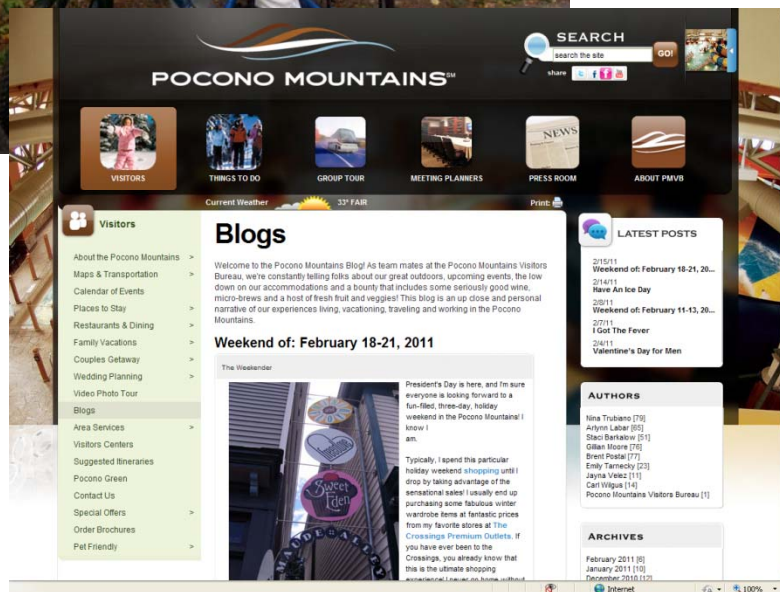 POCONO MOUNTAINS SM
SEARCH
search the site
GO!
share
VISITORS
THINGS TO DO
GROUP TOUR
NEWS
MEETING PLANNERS
PRESS ROOM
ABOUT PMVB
Current Weather
33° FAIR
Print:
Visitors
About the Pocono Mountains >
Maps & Transportation >
Calendar of Events
Places to Stay >
Restaurants & Dining >
Family Vacations >
Couples Getaway >
Wedding Planning >
Video Photo Tour
Blogs
Area Services >
Visitors Centers
Suggested Itineraries
Pocono Green
Contact Us
Special Offers >
Order Brochures
Pet Friendly >
Blogs
Welcome to the Pocono Mountains Blog! As team mates at the Pocono Mountains Visitors
Bureau, we're constantly telling folks about our great outdoors, upcoming events, the low
down on our accommodations and a bounty that includes some seriously good wine,
micro-brews and a host of fresh fruit and veggies! This blog is an up close and personal
narrative of our experiences living, vacationing, traveling and working in the Pocono
Mountains.
Weekend of: February 18-21, 2011
The Weekender
Sweet
Eden
MAUDE ALLEY
President's Day is here, and I'm sure
everyone is looking forward to a
fun-filled, three-day, holiday
weekend in the Pocono Mountains! I
know I
am.
Typically, I spend this particular
holiday weekend shopping until I
drop by taking advantage of the
sensational sales! I usually end up
purchasing some fabulous winter
wardrobe items at fantastic prices
from my favorite stores at The
Crossings Premium Outlets. If
you have ever been to the
Crossings, you already know that
this is the ultimate shopping
experience! I never go home without
LATEST POSTS
2/15/11
Weekend of: February 18-21, 20...
2/14/11
Have An Ice Day
2/8/11
Weekend of: February 11-13, 20...
2/7/11
I Got The Fever
2/4/11
Valentine's Day for Men
AUTHORS
Nina Trubiano [79]
Arlynn Labar [65]
Staci Barkalow [51]
Gillian Moore [76]
Brent Postal [77]
Emily Tarnecky [23]
Jayna Velez [11]
Carl Wilgus [14]
Pocono Mountains Visitors Bureau [1]
ARCHIVES
February 2011 [6]
January 2011 [10]
December 2010 [12]
Internet
100%